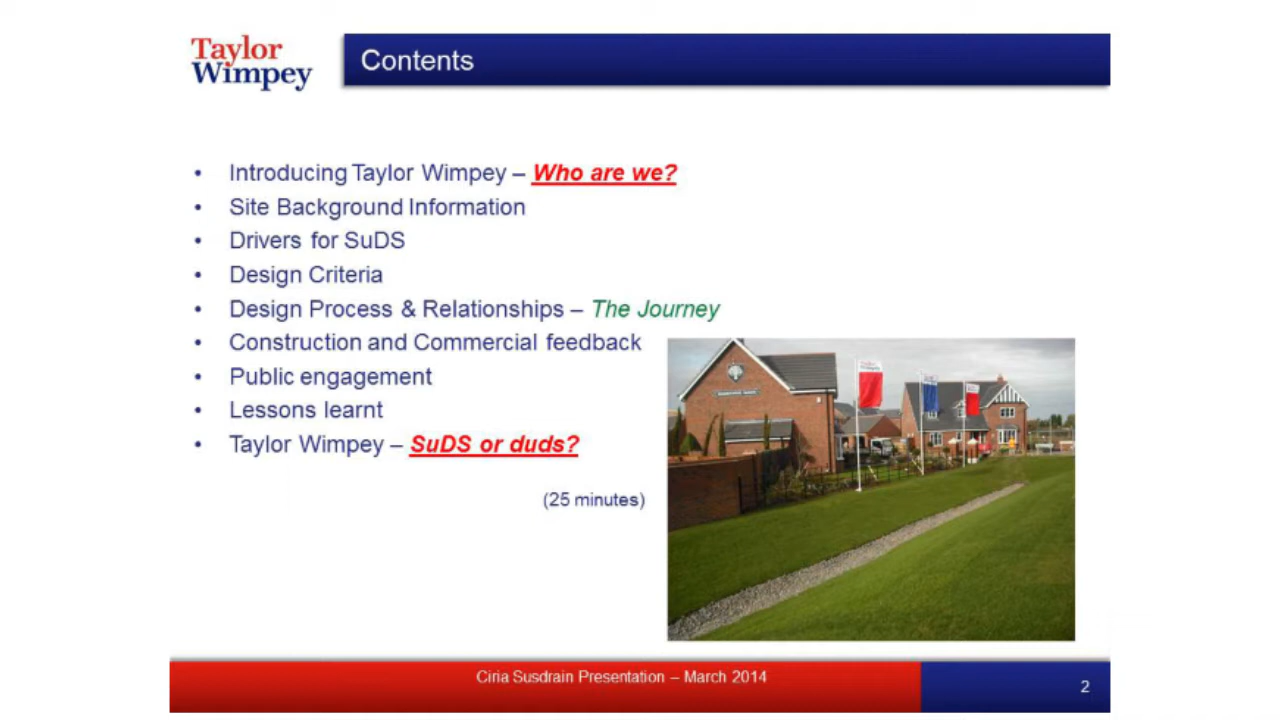 Taylor
Wimpey
Contents
• Introducing Taylor Wimpey – Who are we?
• Site Background Information
• Drivers for SuDS
• Design Criteria
• Design Process & Relationships – The Journey
• Construction and Commercial feedback
• Public engagement
• Lessons learnt
• Taylor Wimpey – SuDS or duds?
(25 minutes)
Ciria Susdrain Presentation – March 2014
2